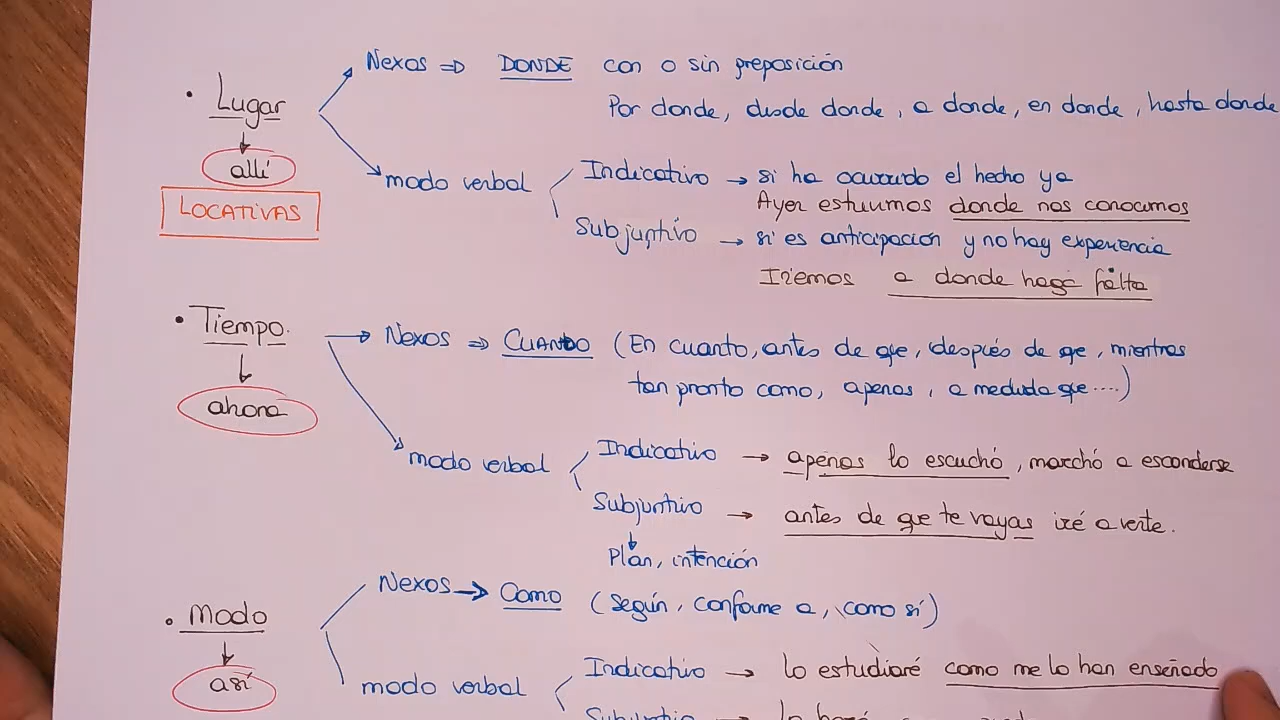 Nexos ⇒ DONDE con o sin preposición
• Lugar
Por donde, desde donde, a donde, en donde, hasta donde
allí
modo verbal
Indicativo → si ha ocurrido el hecho ya
LOCATIVAS
Ayer estuvimos donde nos conocimos
Subjuntivo → si es anticipación y no hay experiencia
Iremos a donde haga falta
• Tiempo.
Nexos ⇒ CUANDO (En cuanto, antes de que, después de que, mientras
tan pronto como, apenas, a medida que....)
ahora
modo verbal
Indicativo → apenas lo escuchó, marchó a esconderse
Subjuntivo → antes de que te vayas iré a verte.
Plan, intención
Nexos → Como (según, conforme a, como si)
• Modo
así
modo verbal
Indicativo → lo estudiaré como me lo han enseñado
Subjuntivo → lo haré